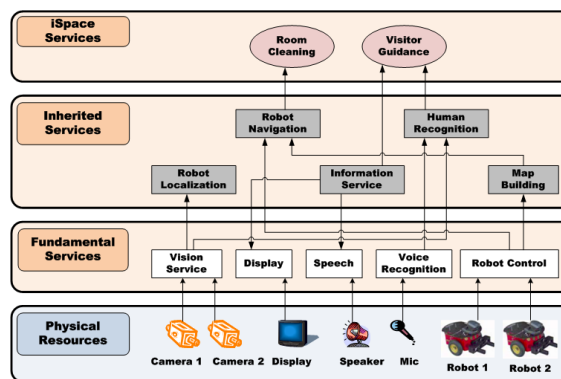 iSpace
Services
Room
Cleaning
Visitor
Guidance
Inherited
Services
Robot
Navigation
Human
Recognition
Robot
Localization
Information
Service
Map
Building
Fundamental
Services
Vision
Service
Display
Speech
Voice
Recognition
Robot Control
Physical
Resources
Camera 1
Camera 2
Display
Speaker
Mic
Robot 1
Robot 2